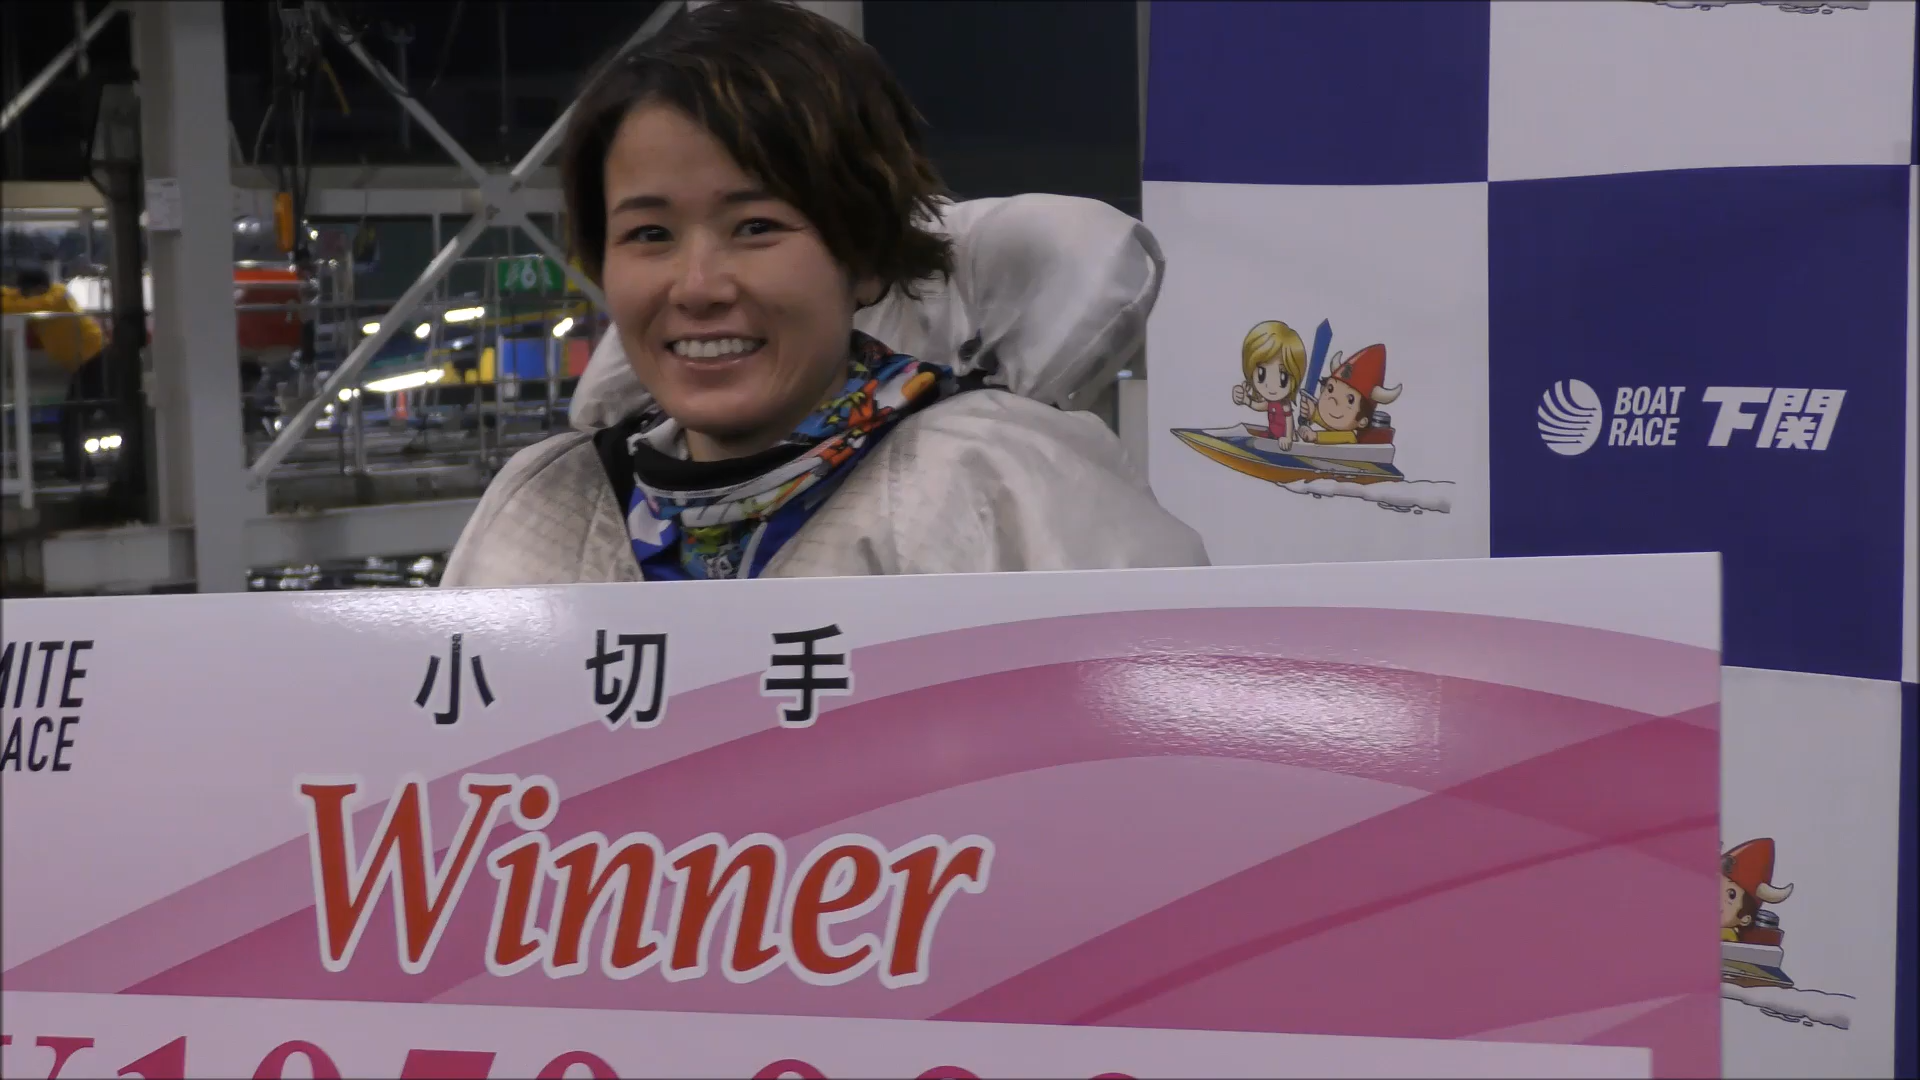 BOAT
RACE 下関
MITE
ACE
小切手
Winner